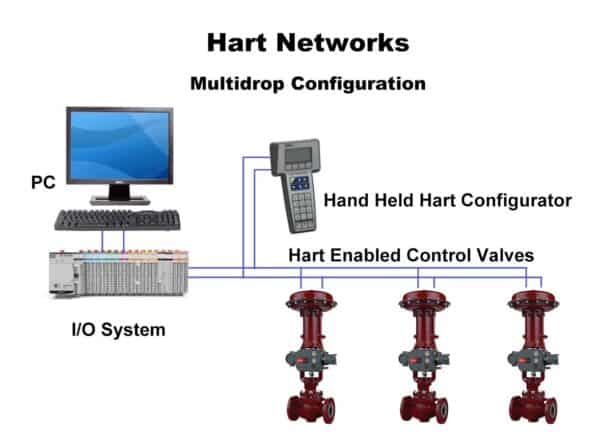 Hart Networks
Multidrop Configuration
PC
Hand Held Hart Configurator
Hart Enabled Control Valves
I/O System